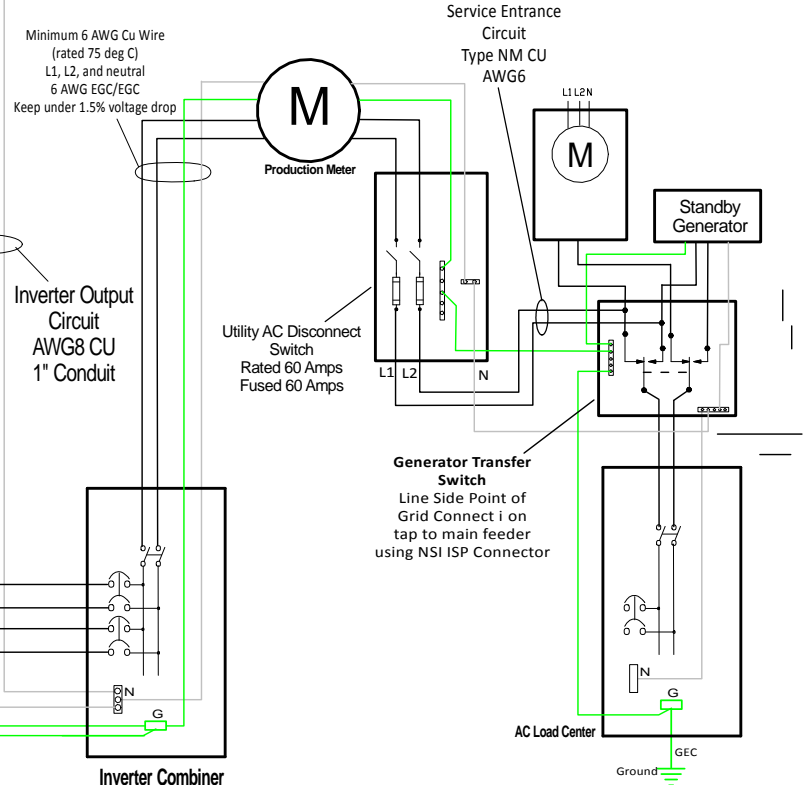 Minimum 6 AWG Cu Wire
(rated 75 deg C)
L1, L2, and neutral
6 AWG EGC/EGC
Keep under 1.5% voltage drop
M
Production Meter
Service Entrance
Circuit
Type NM CU
AWG6
L1 L2 N
M
Standby
Generator
Inverter Output
Circuit
AWG8 CU
1" Conduit
Utility AC Disconnect
Switch
Rated 60 Amps
Fused 60 Amps
L1 L2 N
Generator Transfer
Switch
Line Side Point of
Grid Connect i on
tap to main feeder
using NSI ISP Connector
N
G
Inverter Combiner
N
G
AC Load Center
GEC
Ground